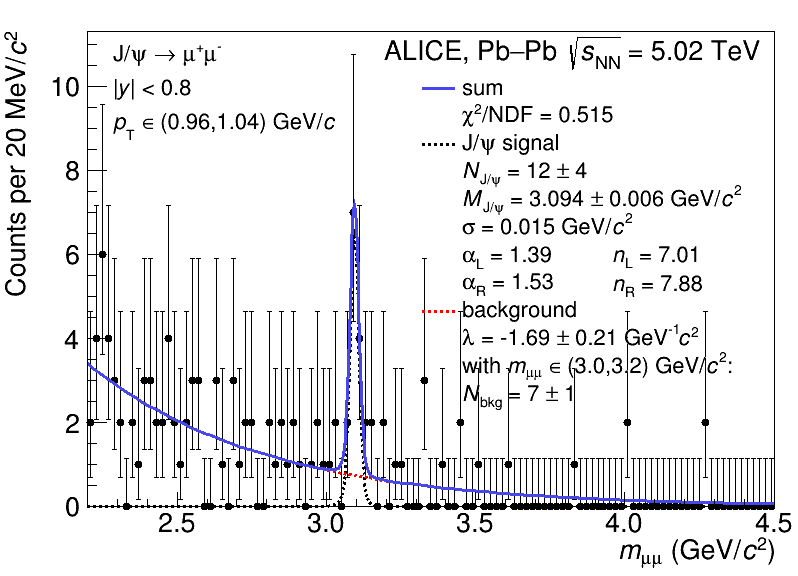 J/ψ → μ⁺μ⁻
|y| < 0.8
p_T ∈ (0.96,1.04) GeV/c
ALICE, Pb–Pb √s_NN = 5.02 TeV
sum
χ²/NDF = 0.515
J/ψ signal
N_J/ψ = 12 ± 4
M_J/ψ = 3.094 ± 0.006 GeV/c²
σ = 0.015 GeV/c²
α_L = 1.39 n_L = 7.01
α_R = 1.53 n_R = 7.88
background
λ = -1.69 ± 0.21 GeV⁻¹c²
with m_μμ ∈ (3.0,3.2) GeV/c²:
N_bkg = 7 ± 1
Counts per 20 MeV/c²
10
8
6
4
2
0
2.5 3.0 3.5 4.0 4.5
m_μμ (GeV/c²)